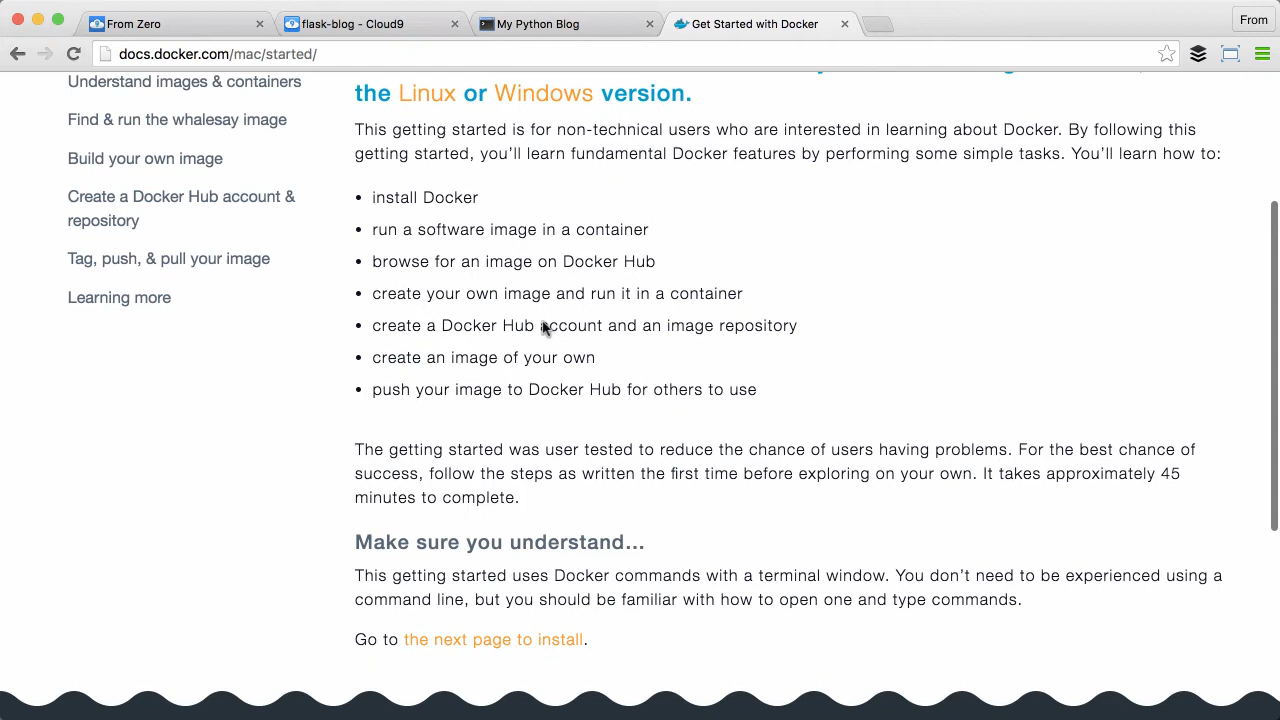 From Zero
flask-blog - Cloud9
My Python Blog
Get Started with Docker
From
docs.docker.com/mac/started/
Understand images & containers
Find & run the whalesay image
Build your own image
Create a Docker Hub account &
repository
Tag, push, & pull your image
Learning more
the Linux or Windows version.
This getting started is for non-technical users who are interested in learning about Docker. By following this
getting started, you'll learn fundamental Docker features by performing some simple tasks. You'll learn how to:
• install Docker
• run a software image in a container
• browse for an image on Docker Hub
• create your own image and run it in a container
• create a Docker Hub account and an image repository
• create an image of your own
• push your image to Docker Hub for others to use
The getting started was user tested to reduce the chance of users having problems. For the best chance of
success, follow the steps as written the first time before exploring on your own. It takes approximately 45
minutes to complete.
Make sure you understand...
This getting started uses Docker commands with a terminal window. You don't need to be experienced using a
command line, but you should be familiar with how to open one and type commands.
Go to the next page to install.